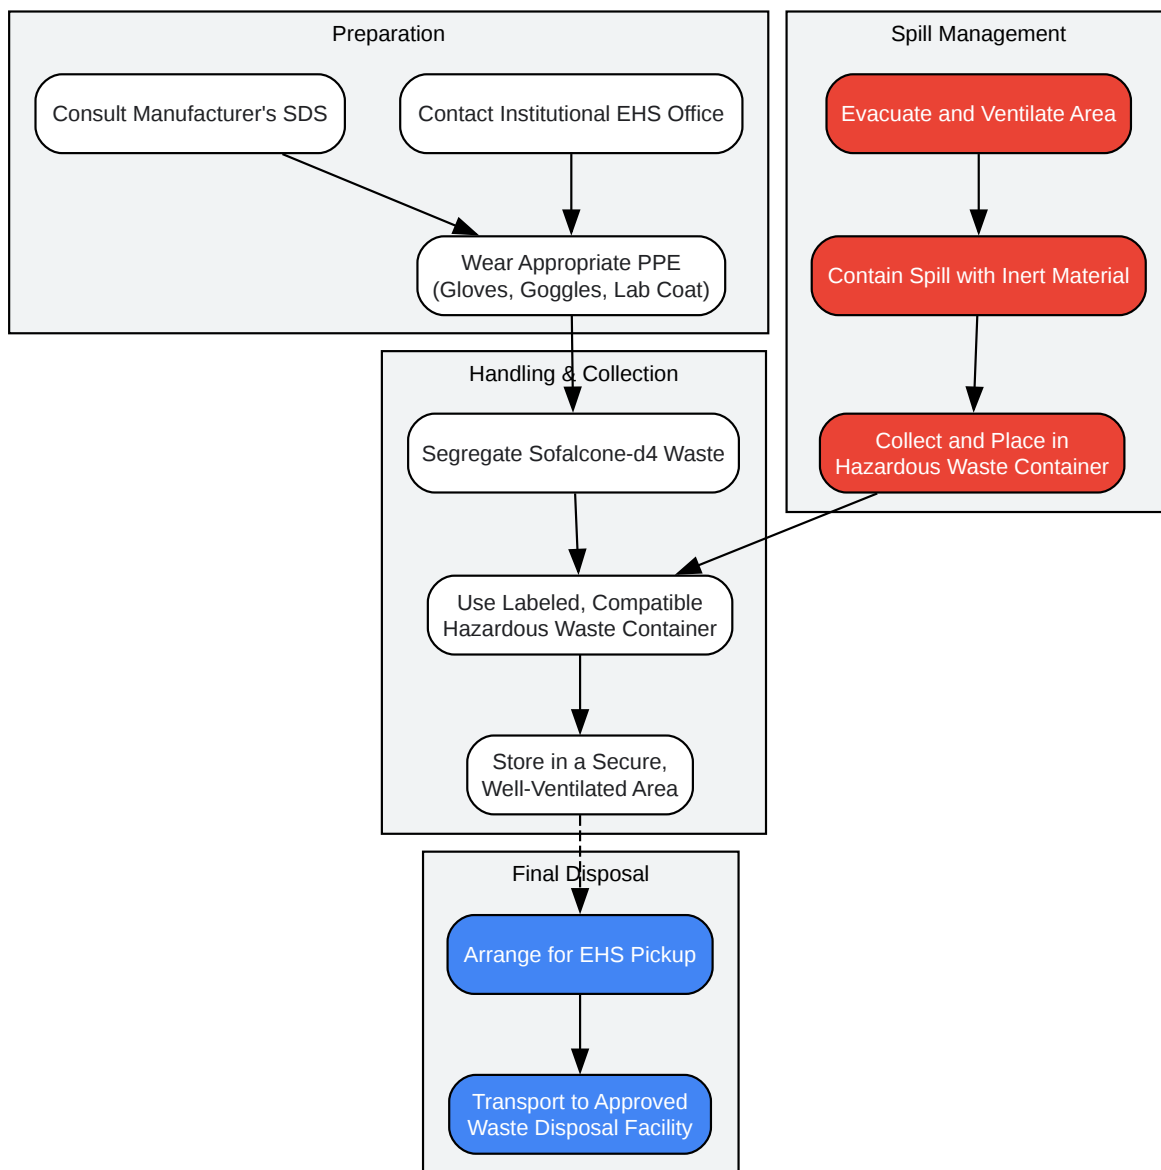 Preparation
Consult Manufacturer's SDS
Contact Institutional EHS Office
Wear Appropriate PPE
(Gloves, Goggles, Lab Coat)
Spill Management
Evacuate and Ventilate Area
Contain Spill with Inert Material
Collect and Place in
Hazardous Waste Container
Handling & Collection
Segregate Sofalcone-d4 Waste
Use Labeled, Compatible
Hazardous Waste Container
Store in a Secure,
Well-Ventilated Area
Final Disposal
Arrange for EHS Pickup
Transport to Approved
Waste Disposal Facility